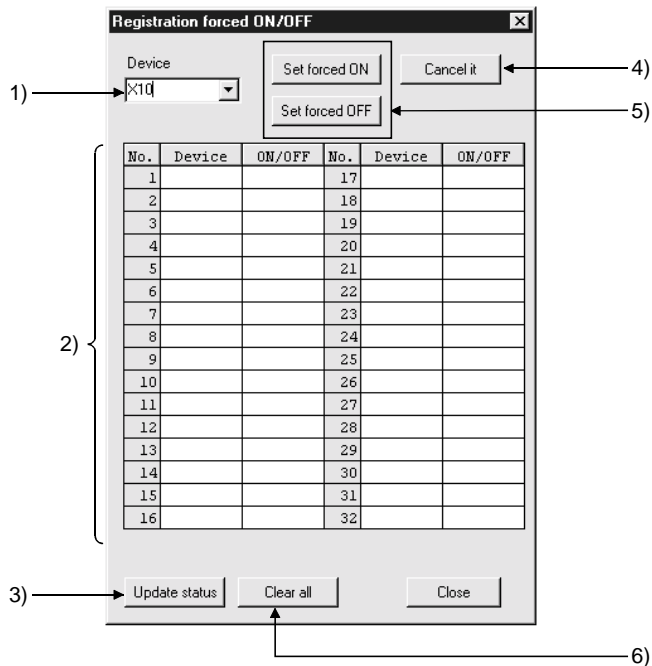 Registration forced ON/OFF
Device
Set forced ON
Cancel it
4)
1)
X10
Set forced OFF
5)
No. Device ON/OFF No. Device ON/OFF
1 17
2 18
3 19
4 20
5 21
6 22
7 23
2)
8 24
9 25
10 26
11 27
12 28
13 29
14 30
15 31
16 32
3)
Update status
Clear all
Close
6)